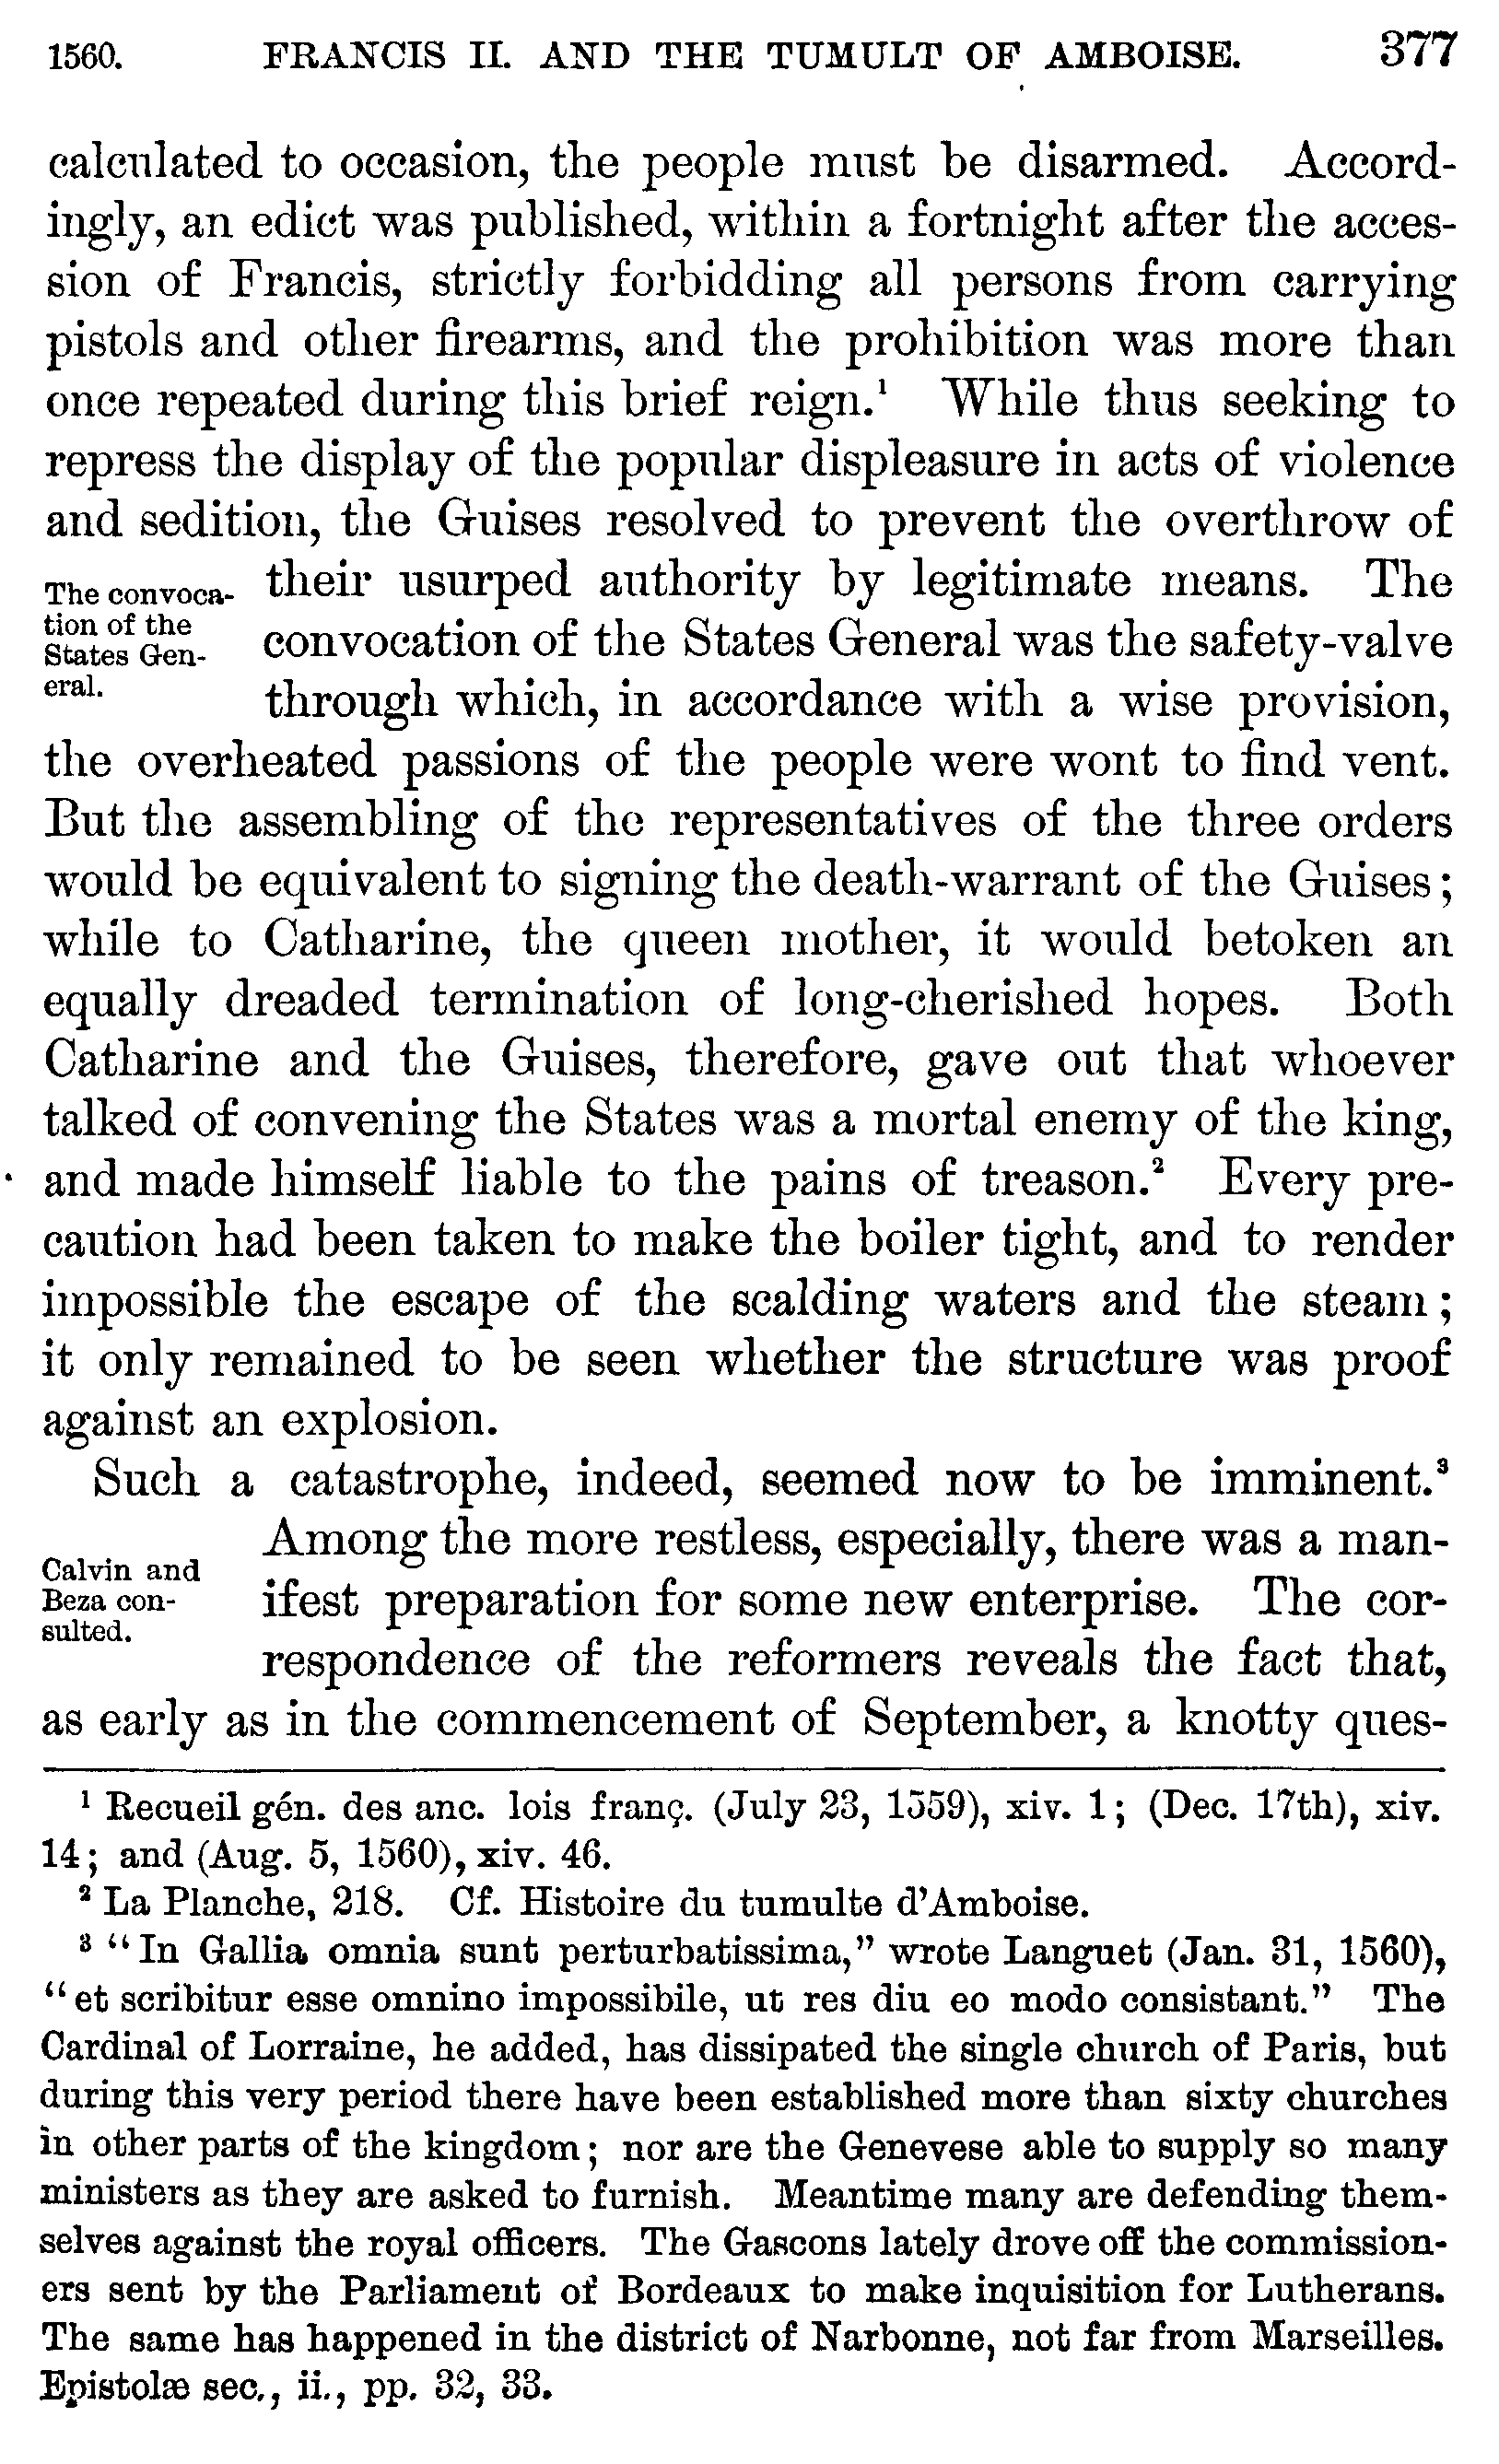 1560. FRANCIS II. AND THE TUMULT OF AMBOISE. 377
calculated to occasion, the people must be disarmed. Accord-
ingly, an edict was published, within a fortnight after the acces-
sion of Francis, strictly forbidding all persons from carrying
pistols and other firearms, and the prohibition was more than
once repeated during this brief reign.¹ While thus seeking to
repress the display of the popular displeasure in acts of violence
and sedition, the Guises resolved to prevent the overthrow of
The convoca-
tion of the
States Gen-
eral.
their usurped authority by legitimate means. The
convocation of the States General was the safety-valve
through which, in accordance with a wise provision,
the overheated passions of the people were wont to find vent.
But the assembling of the representatives of the three orders
would be equivalent to signing the death-warrant of the Guises;
while to Catharine, the queen mother, it would betoken an
equally dreaded termination of long-cherished hopes. Both
Catharine and the Guises, therefore, gave out that whoever
talked of convening the States was a mortal enemy of the king,
and made himself liable to the pains of treason.² Every pre-
caution had been taken to make the boiler tight, and to render
impossible the escape of the scalding waters and the steam;
it only remained to be seen whether the structure was proof
against an explosion.
Such a catastrophe, indeed, seemed now to be imminent.³
Calvin and
Beza con-
sulted.
Among the more restless, especially, there was a man-
ifest preparation for some new enterprise. The cor-
respondence of the reformers reveals the fact that,
as early as in the commencement of September, a knotty ques-
¹ Recueil gén. des anc. lois franç. (July 23, 1559), xiv. 1; (Dec. 17th), xiv.
14; and (Aug. 5, 1560), xiv. 46.
² La Planche, 218. Cf. Histoire du tumulte d'Amboise.
³ "In Gallia omnia sunt perturbatissima," wrote Languet (Jan. 31, 1560),
"et scribitur esse omnino impossibile, ut res diu eo modo consistant." The
Cardinal of Lorraine, he added, has dissipated the single church of Paris, but
during this very period there have been established more than sixty churches
in other parts of the kingdom; nor are the Genevese able to supply so many
ministers as they are asked to furnish. Meantime many are defending them-
selves against the royal officers. The Gascons lately drove off the commission-
ers sent by the Parliament of Bordeaux to make inquisition for Lutherans.
The same has happened in the district of Narbonne, not far from Marseilles.
Epistolæ sec., ii., pp. 32, 33.